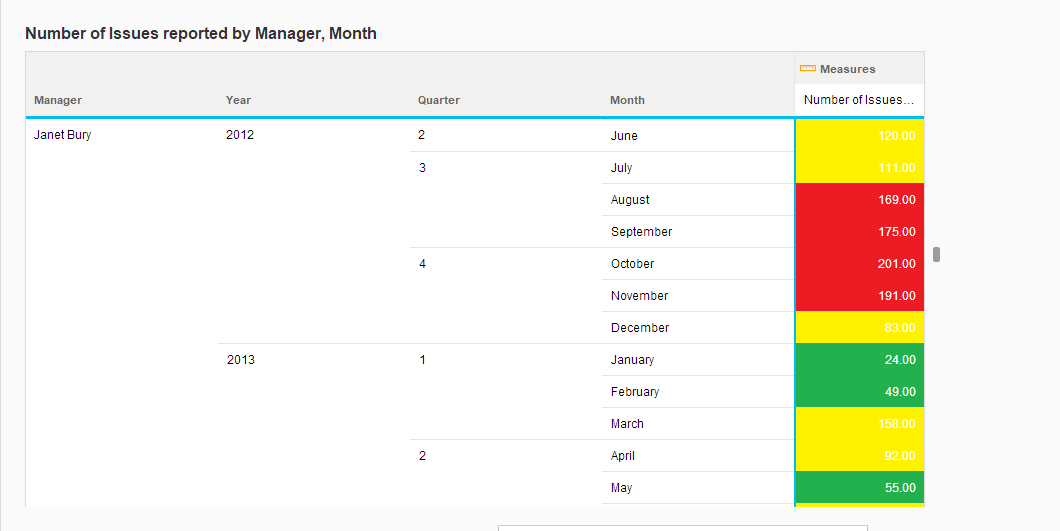 Number of Issues reported by Manager, Month
Measures
Manager Year Quarter Month Number of Issues...
Janet Bury 2012 2 June 120.00
3 July 111.00
August 169.00
September 175.00
4 October 201.00
November 191.00
December 83.00
2013 1 January 24.00
February 49.00
March 158.00
2 April 92.00
May 55.00